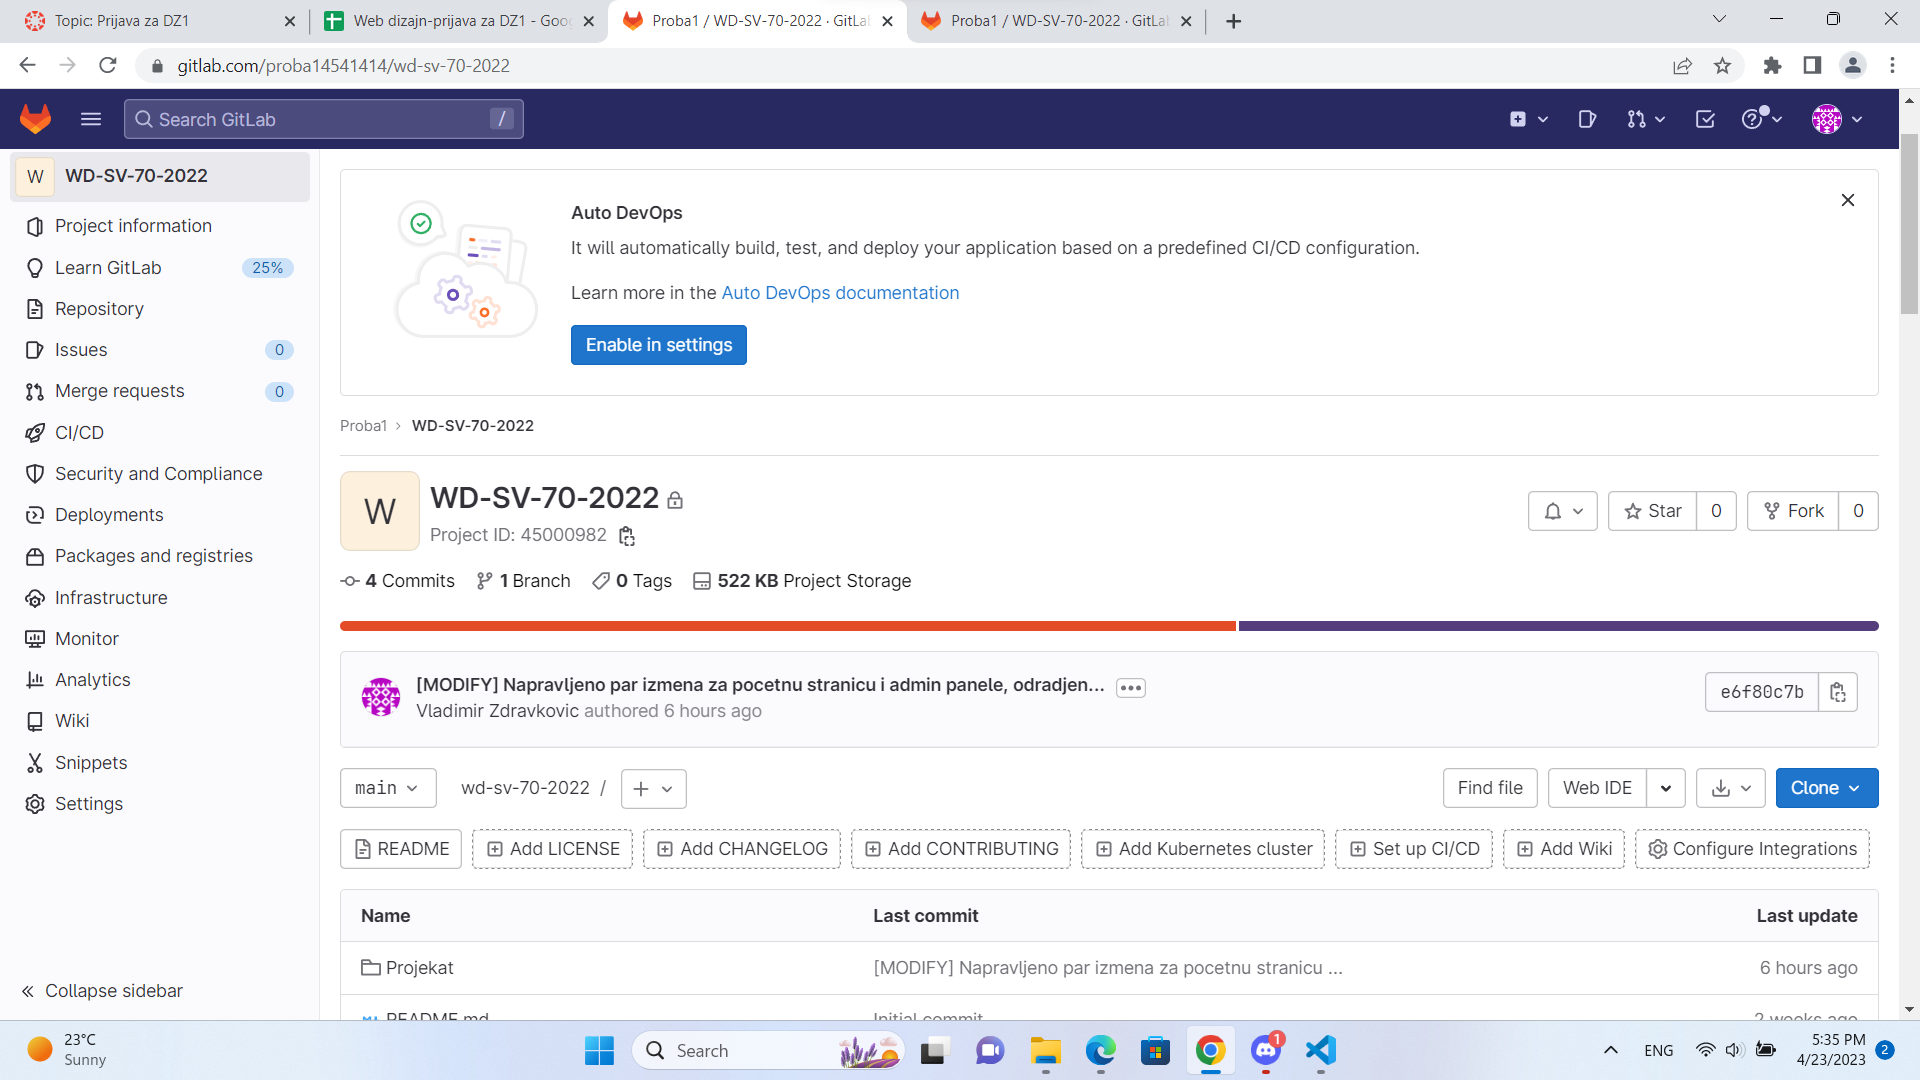 Topic: Prijava za DZ1
Web dizajn-prijava za DZ1 - Goo
Proba1 / WD-SV-70-2022 · GitLa
Proba1 / WD-SV-70-2022 · GitLa
gitlab.com/proba14541414/wd-sv-70-2022
Search GitLab /
W WD-SV-70-2022
Project information
Learn GitLab 25%
Repository
Issues 0
Merge requests 0
CI/CD
Security and Compliance
Deployments
Packages and registries
Infrastructure
Monitor
Analytics
Wiki
Snippets
Settings
Collapse sidebar
Auto DevOps
It will automatically build, test, and deploy your application based on a predefined CI/CD configuration.
Learn more in the Auto DevOps documentation
Enable in settings
Proba1 › WD-SV-70-2022
W
WD-SV-70-2022
Project ID: 45000982
Star 0
Fork 0
4 Commits 1 Branch 0 Tags 522 KB Project Storage
[MODIFY] Napravljeno par izmena za pocetnu stranicu i admin panele, odradjen...
Vladimir Zdravkovic authored 6 hours ago
e6f80c7b
main wd-sv-70-2022 / +
Find file Web IDE Clone
README Add LICENSE Add CHANGELOG Add CONTRIBUTING Add Kubernetes cluster Set up CI/CD Add Wiki Configure Integrations
Name Last commit Last update
Projekat [MODIFY] Napravljeno par izmena za pocetnu stranicu ... 6 hours ago
README.md Initial commit 2 weeks ago
23°C
Sunny
Search
1
ENG
5:35 PM
4/23/2023
2